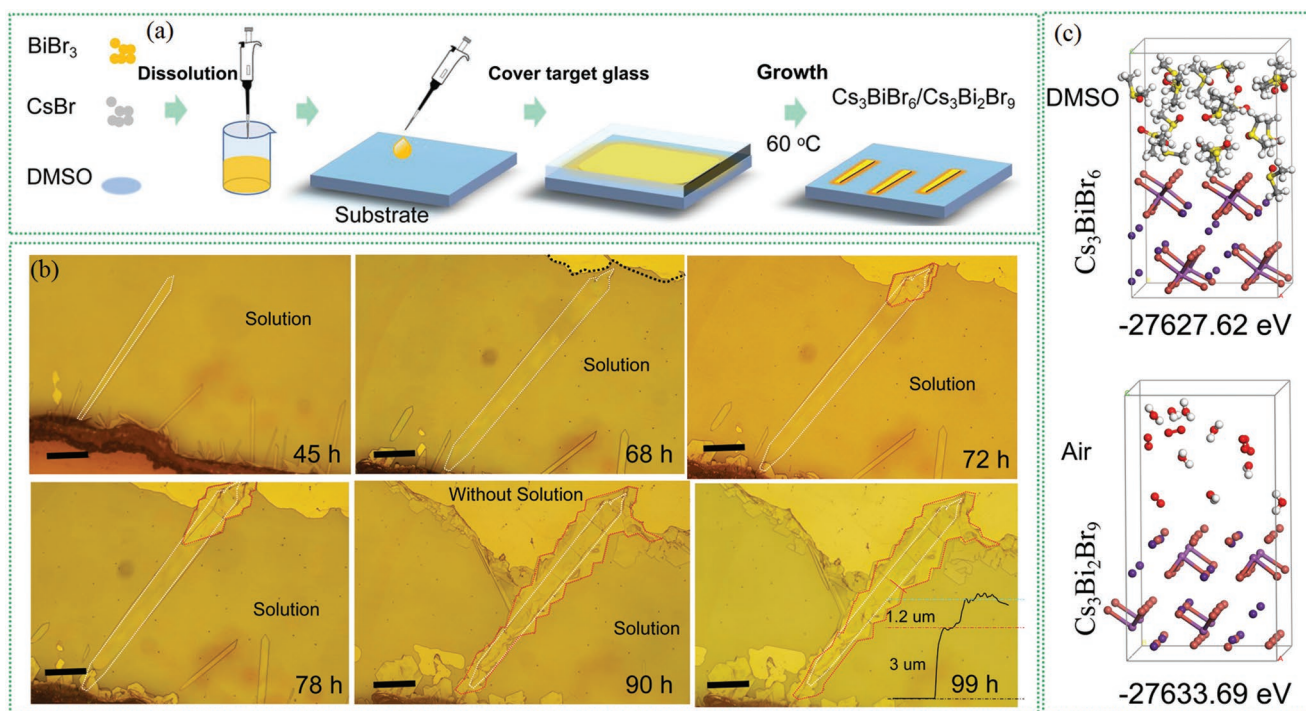 (a)
BiBr₃
CsBr
DMSO
Dissolution
Substrate
Cover target glass
Growth
60 °C
Cs₃BiBr₆/Cs₃Bi₂Br₉
(b)
Solution
45 h
Solution
68 h
Solution
72 h
Solution
78 h
Without Solution
Solution
90 h
1.2 um
3 um
99 h
(c)
DMSO
Cs₃BiBr₆
-27627.62 eV
Air
Cs₃Bi₂Br₉
-27633.69 eV